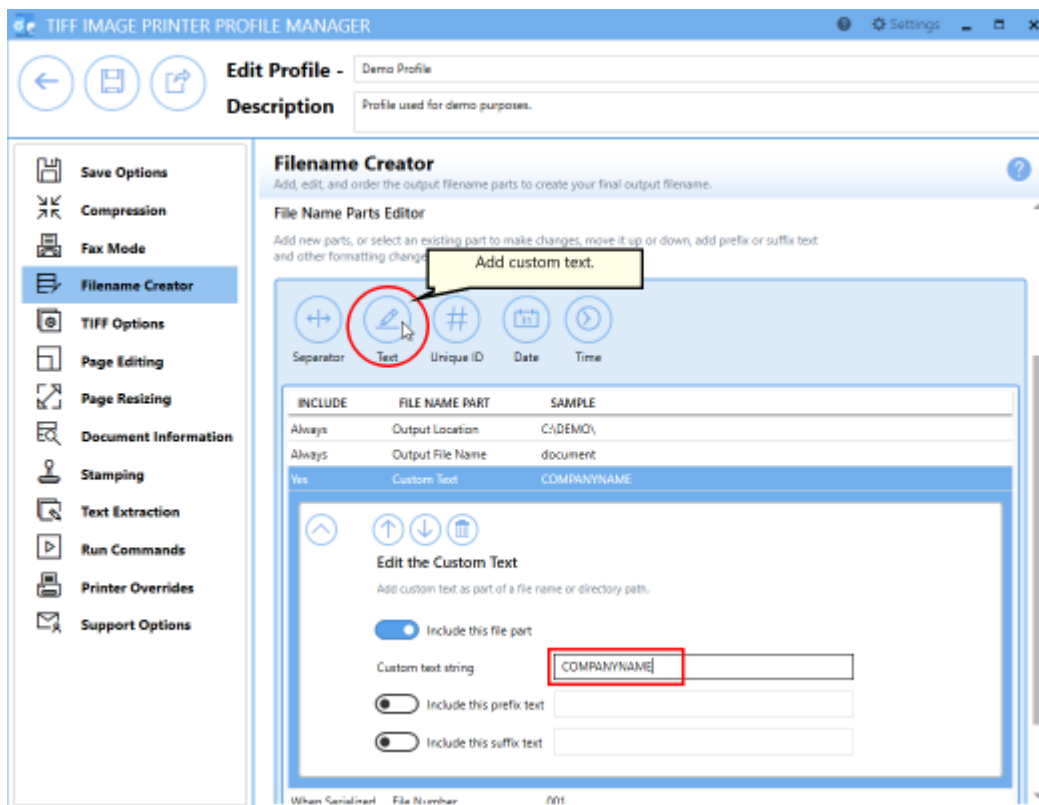 TIFF IMAGE PRINTER PROFILE MANAGER
Settings
Edit Profile -
Demo Profile
Description
Profile used for demo purposes.
Save Options
Compression
Fax Mode
Filename Creator
TIFF Options
Page Editing
Page Resizing
Document Information
Stamping
Text Extraction
Run Commands
Printer Overrides
Support Options
Filename Creator
Add, edit, and order the output filename parts to create your final output filename.
File Name Parts Editor
Add new parts, or select an existing part to make changes, move it up or down, add prefix or suffix text
and other formatting change
Add custom text.
Separator Text Unique ID Date Time
INCLUDE FILE NAME PART SAMPLE
Always Output Location C:\DEMO\
Always Output File Name document
Yes Custom Text COMPANYNAME
Edit the Custom Text
Add custom text as part of a file name or directory path.
Include this file part
Custom text string COMPANYNAME
Include this prefix text
Include this suffix text
When Serialized File Number 001